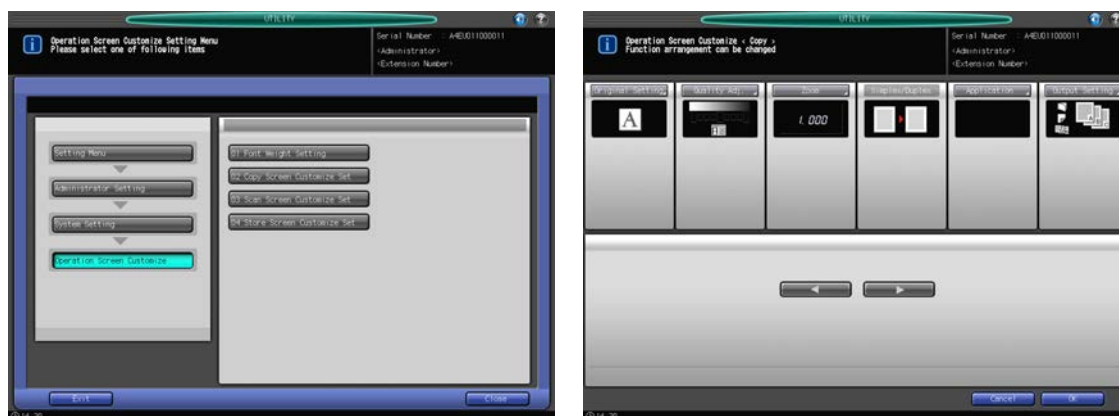 UTILITY
Operation Screen Customize Setting Menu
Please select one of following items
Serial Number : A4EU011000011
<Administrator>
<Extension Number>
Setting Menu
Administrator Setting
System Setting
Operation Screen Customize
01 Font Weight Setting
02 Copy Screen Customize Set
03 Scan Screen Customize Set
04 Store Screen Customize Set
Exit
Close
UTILITY
Operation Screen Customize < Copy >
Function arrangement can be changed
Serial Number : A4EU011000011
<Administrator>
<Extension Number>
Original Setting
Quality Adj.
Zoom
Simplex/Duplex
Application
Output Setting
A
1.000
Cancel
OK